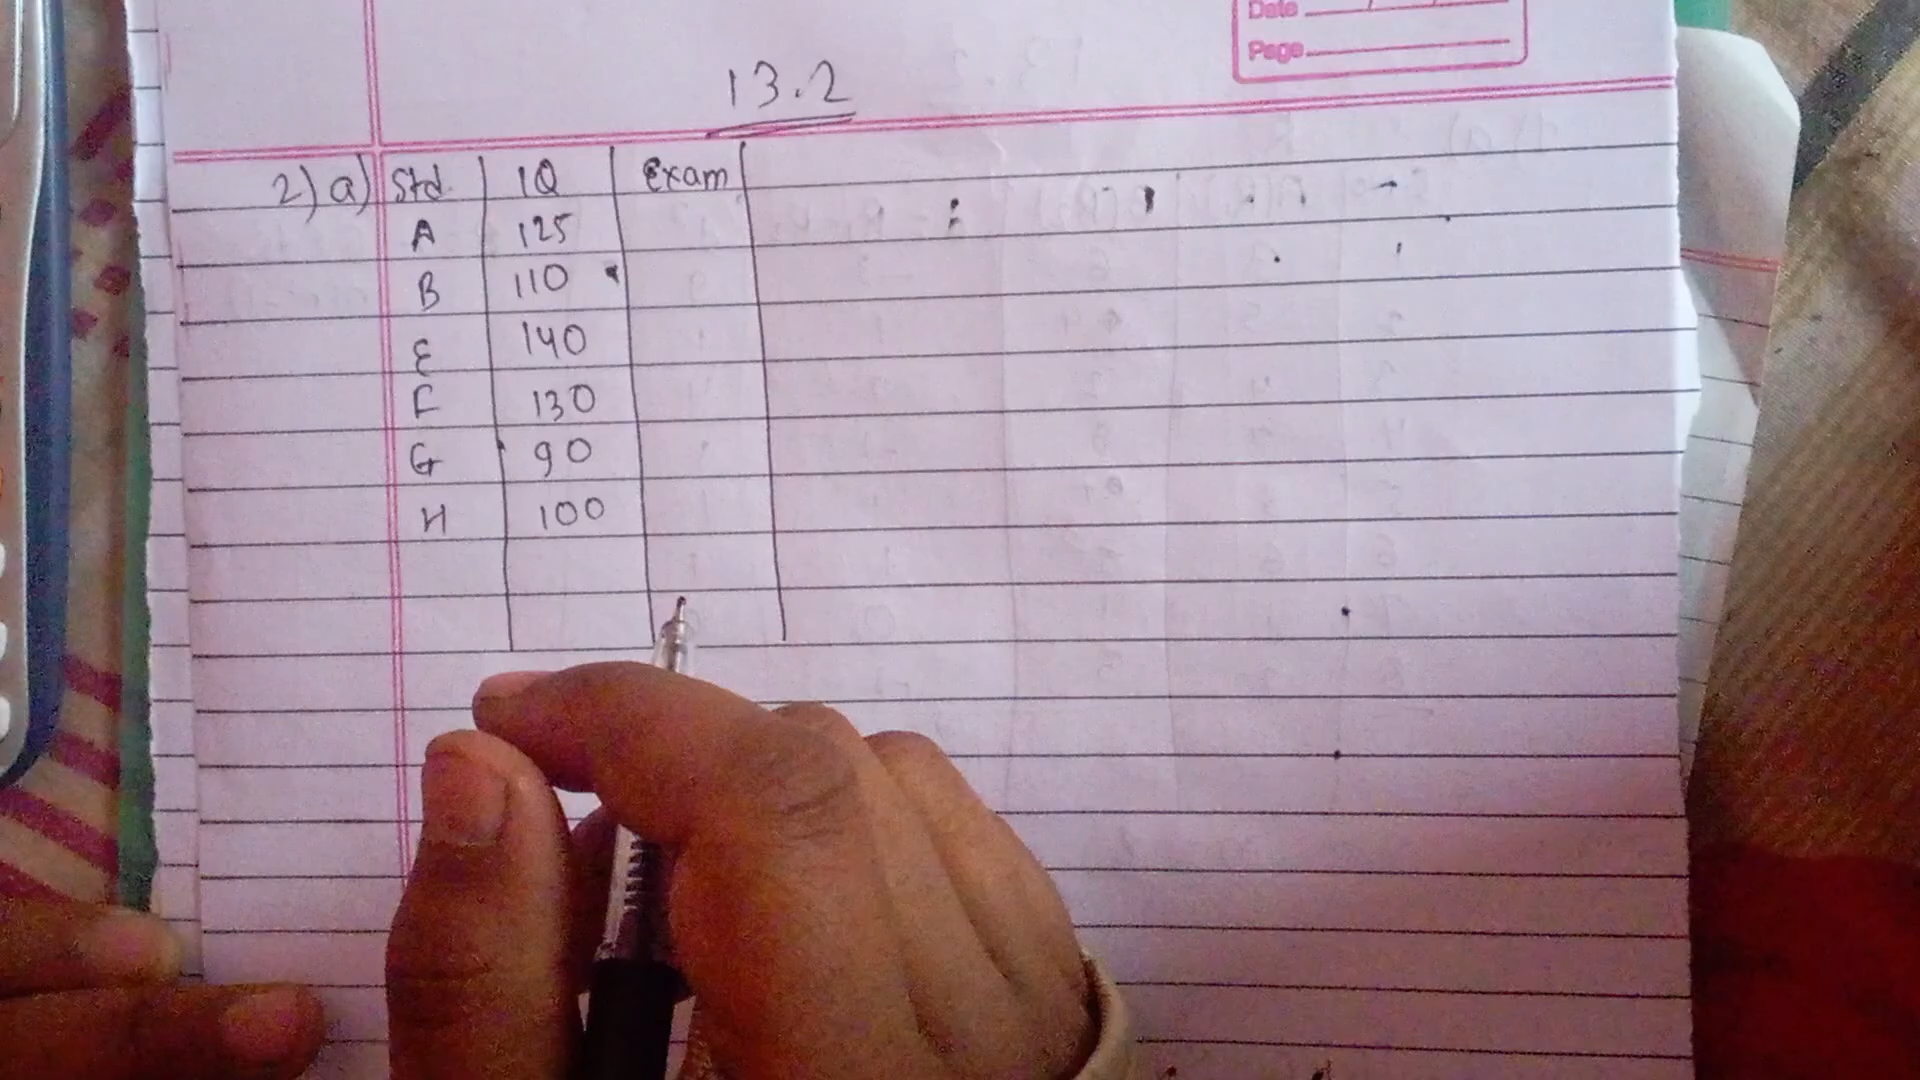 Date
Page
13.2
2) a) Std. IQ Exam
A 125
B 110
E 140
F 130
G 90
H 100